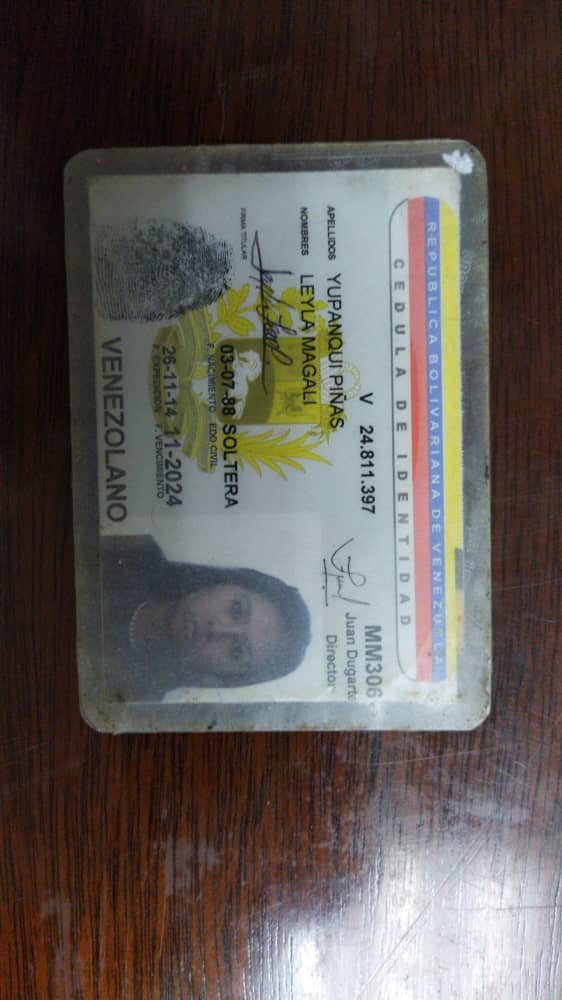 REPUBLICA BOLIVARIANA DE VENEZUELA
CEDULA DE IDENTIDAD
V 24.811.397
MM306
Juan Dugarte
Director
APELLIDOS YUPANQUI PIÑAS
NOMBRES LEYLA MAGALI
FIRMA TITULAR
03-07-88 SOLTERA
F. NACIMIENTO EDO CIVIL
26-11-14 11-2024
F. EXPEDICION F. VENCIMIENTO
VENEZOLANO